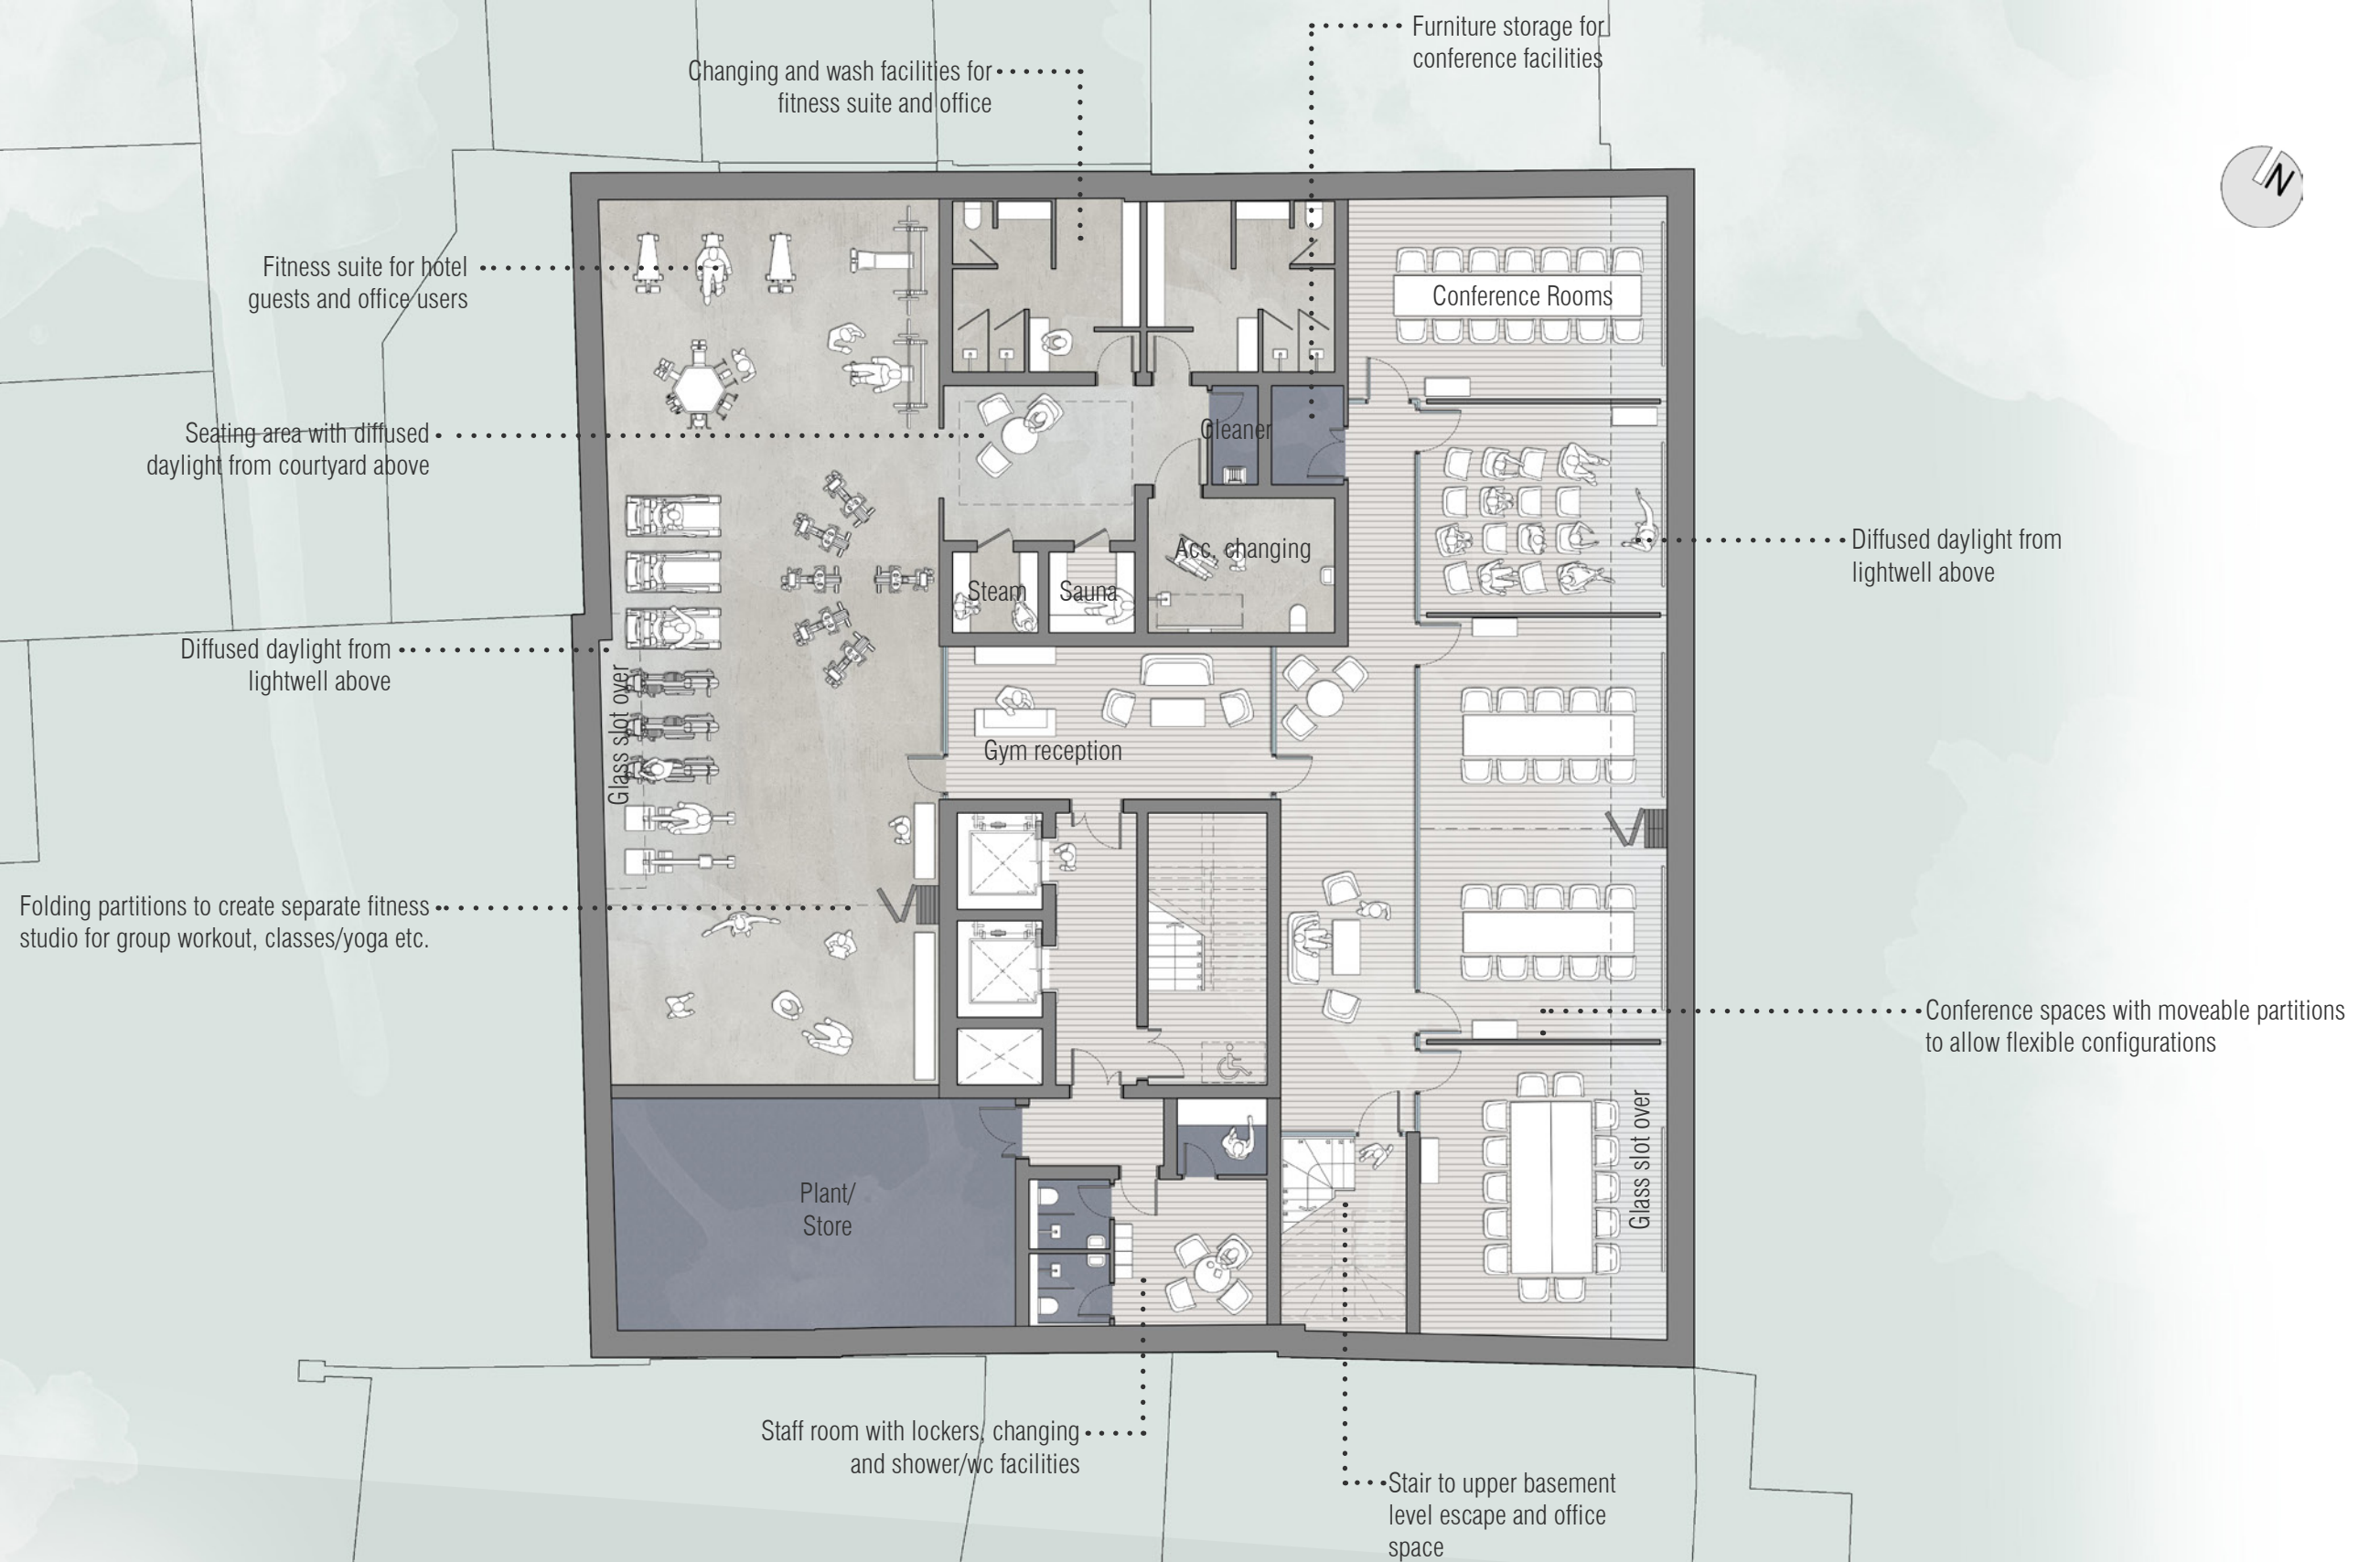 Furniture storage for
conference facilities
Changing and wash facilities for
fitness suite and office
N
Fitness suite for hotel
guests and office users
Conference Rooms
Seating area with diffused
daylight from courtyard above
Cleaner
Diffused daylight from
lightwell above
Acc. changing
Steam
Sauna
Diffused daylight from
lightwell above
Glass slot over
Gym reception
Folding partitions to create separate fitness
studio for group workout, classes/yoga etc.
Conference spaces with moveable partitions
to allow flexible configurations
Glass slot over
Plant/
Store
Staff room with lockers, changing
and shower/wc facilities
Stair to upper basement
level escape and office
space